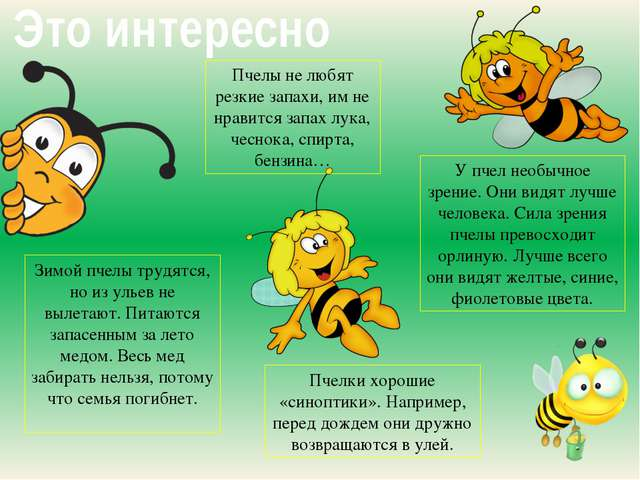 Это интересно
Пчелы не любят
резкие запахи, им не
нравится запах лука,
чеснока, спирта,
бензина…
У пчел необычное
зрение. Они видят лучше
человека. Сила зрения
пчелы превосходит
орлиную. Лучше всего
они видят желтые, синие,
фиолетовые цвета.
Зимой пчелы трудятся,
но из ульев не
вылетают. Питаются
запасенным за лето
медом. Весь мед
забирать нельзя, потому
что семья погибнет.
Пчелки хорошие
«синоптики». Например,
перед дождем они дружно
возвращаются в улей.